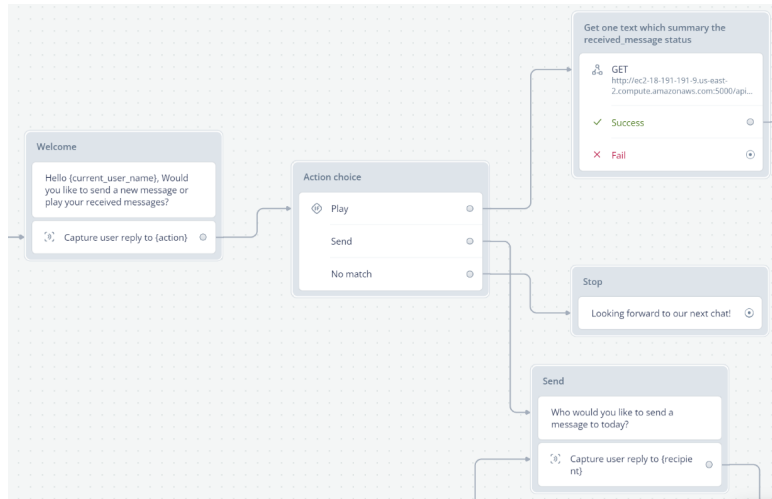 Welcome
Hello {current_user_name}, Would
you like to send a new message or
play your received messages?
Capture user reply to {action}
Action choice
Play
Send
No match
Get one text which summary the
received_message status
GET
http://ec2-18-191-191-9.us-east-
2.compute.amazonaws.com:5000/api...
Success
Fail
Stop
Looking forward to our next chat!
Send
Who would you like to send a
message to today?
Capture user reply to {recipie
nt}